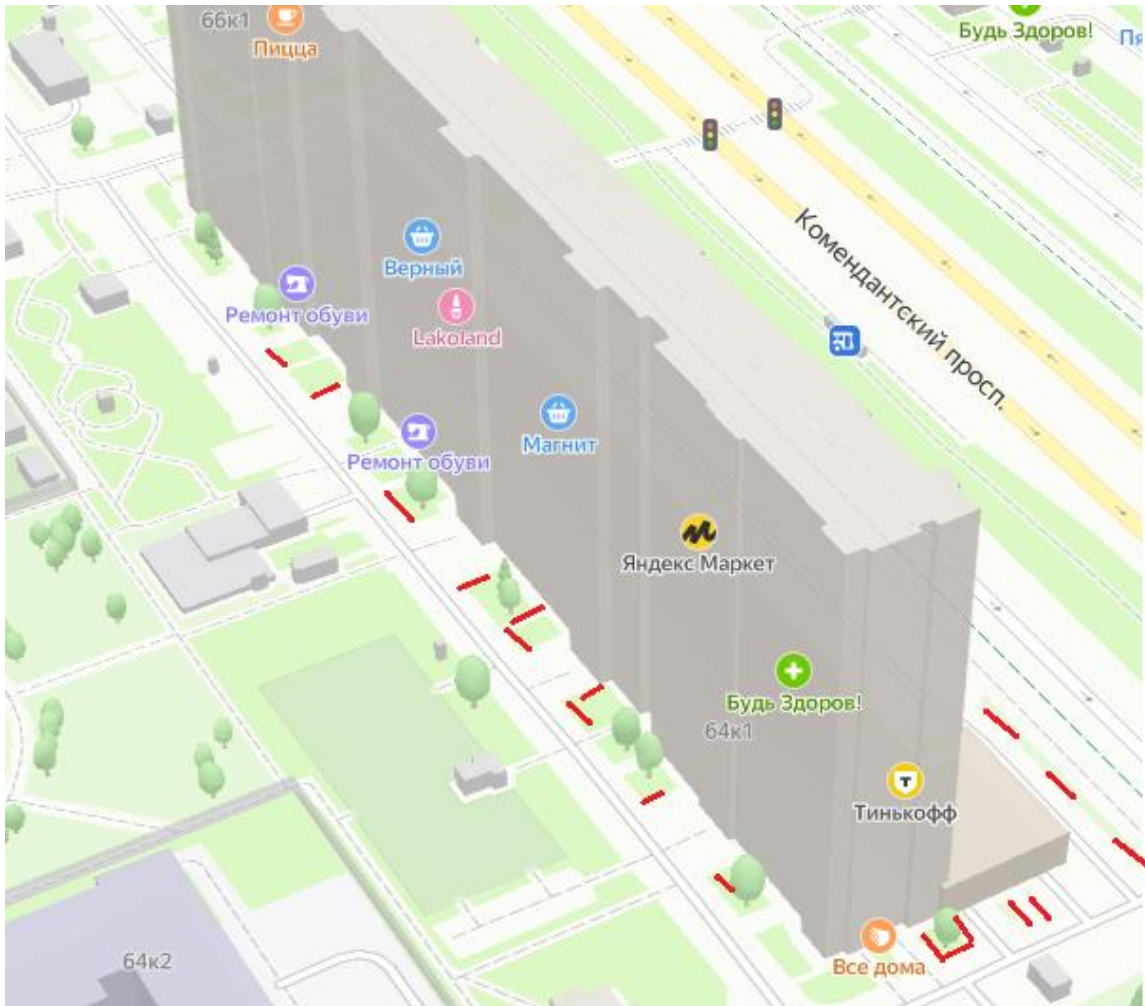 66к1
Пицца
Будь Здоров!
Пя
Верный
Ремонт обуви
Lakoland
Комендантский просп.
Магнит
Ремонт обуви
Яндекс Маркет
Будь Здоров!
64к1
Т
Тинькофф
64к2
Все дома